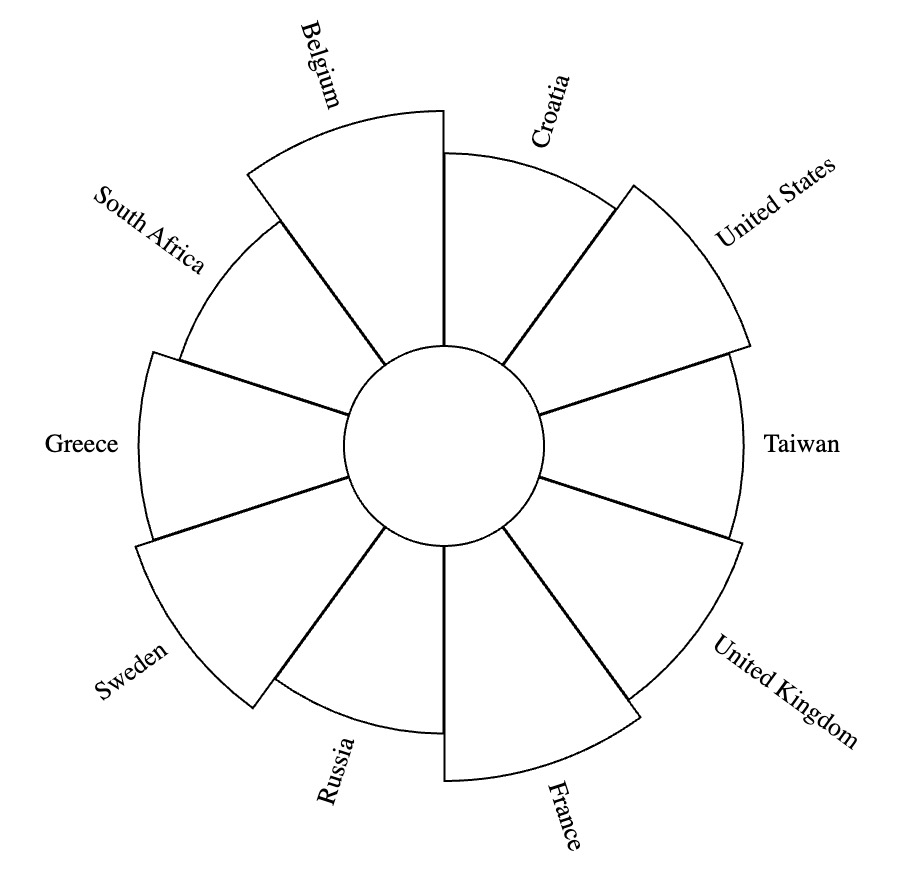 Belgium
Croatia
United States
South Africa
Greece
Taiwan
Sweden
United Kingdom
Russia
France